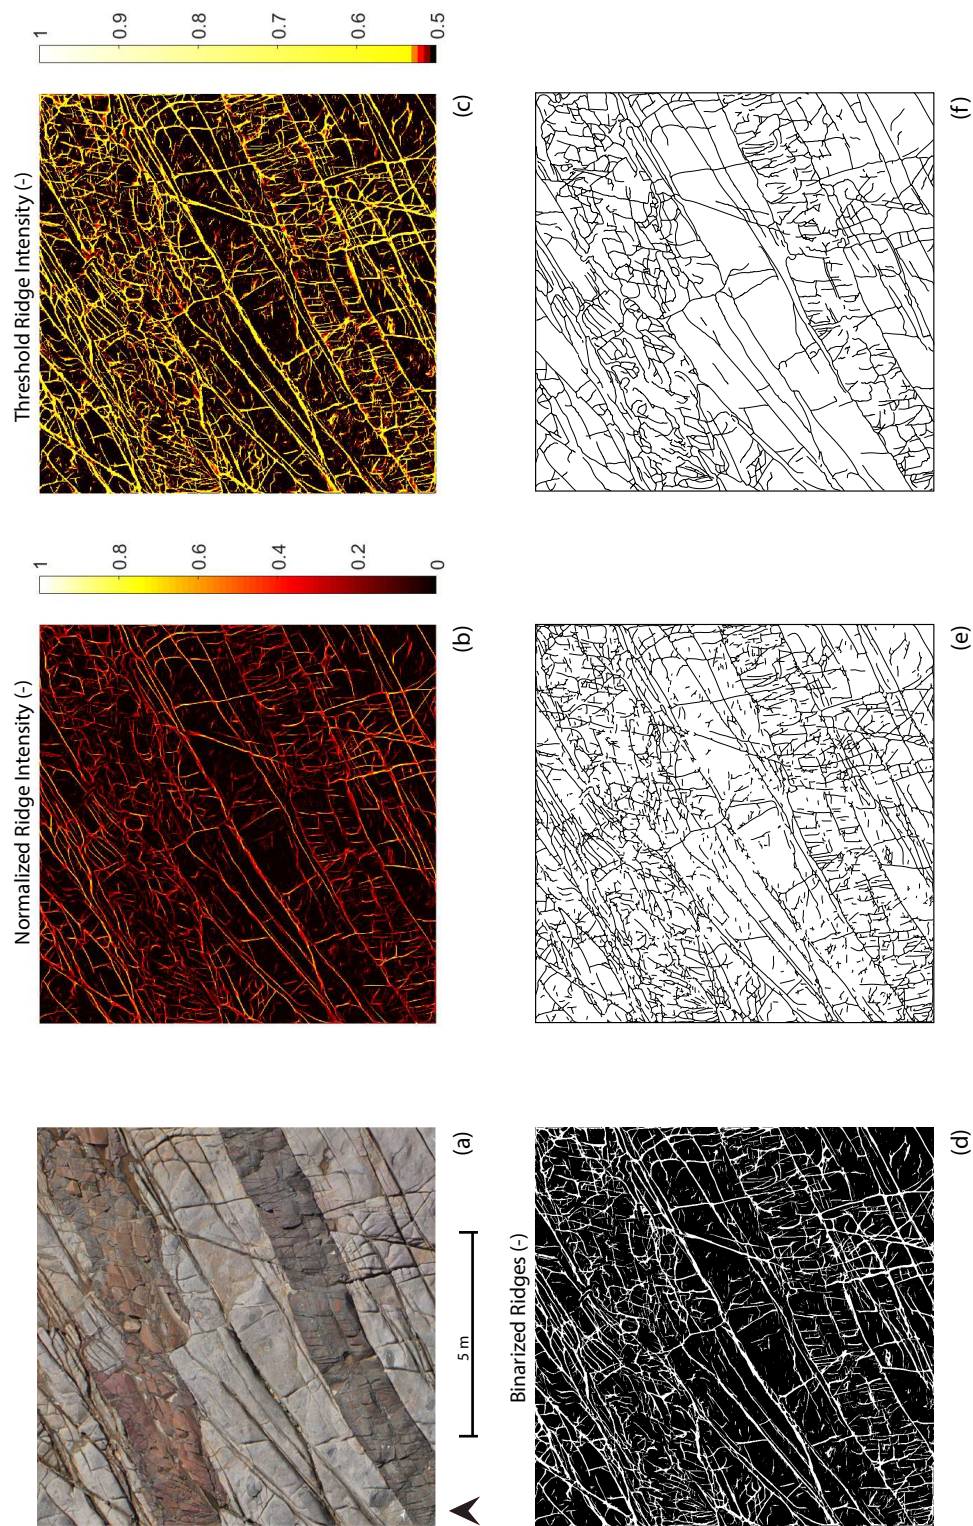 5 m
(a)
Normalized Ridge Intensity (-)
1
0.8
0.6
0.4
0.2
0
(b)
Threshold Ridge Intensity (-)
1
0.9
0.8
0.7
0.6
0.5
(c)
Binarized Ridges (-)
(d)
(e)
(f)